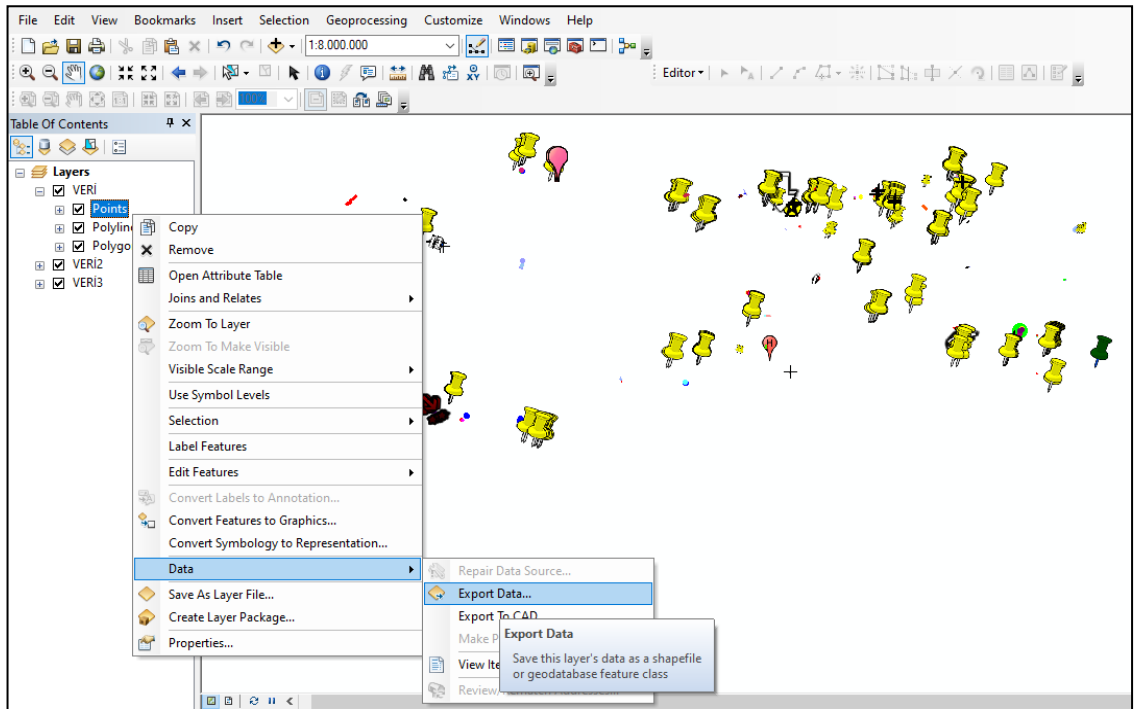 File Edit View Bookmarks Insert Selection Geoprocessing Customize Windows Help
1:8.000.000
Editor
100%
Table Of Contents
Layers
VERİ
Points
Polylin
Polygo
VERİ2
VERİ3
Copy
Remove
Open Attribute Table
Joins and Relates
Zoom To Layer
Zoom To Make Visible
Visible Scale Range
Use Symbol Levels
Selection
Label Features
Edit Features
Convert Labels to Annotation...
Convert Features to Graphics...
Convert Symbology to Representation...
Data
Save As Layer File...
Create Layer Package...
Properties...
Repair Data Source...
Export Data...
Export To CAD
Make P
View Ite
Export Data
Save this layer's data as a shapefile
or geodatabase feature class
H